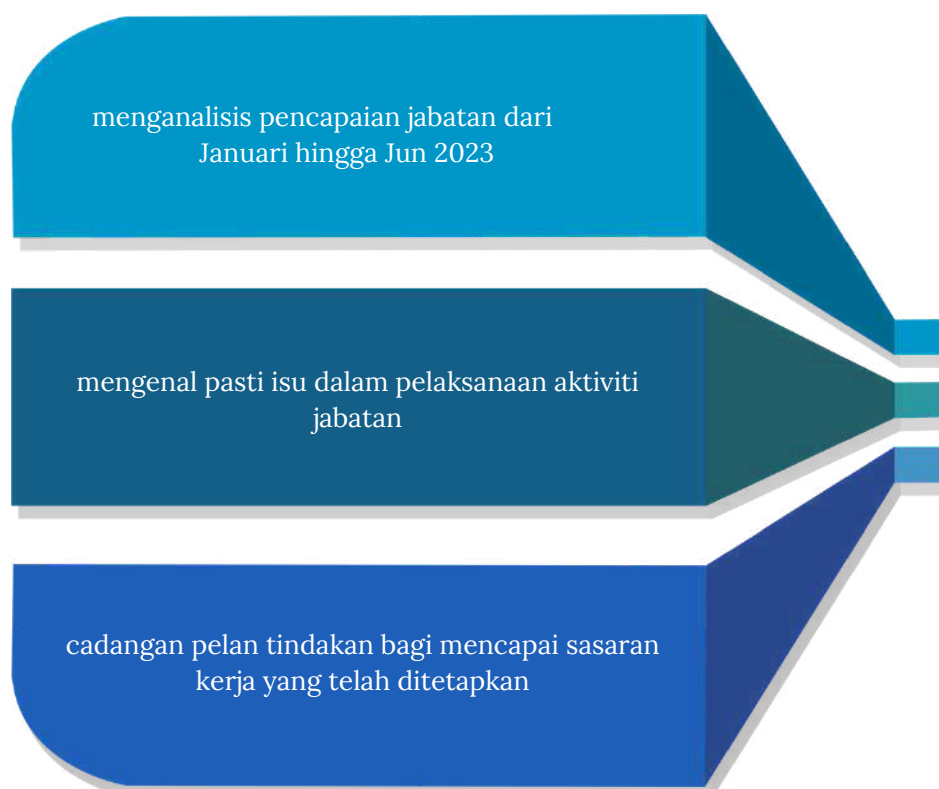 menganalisis pencapaian jabatan dari
Januari hingga Jun 2023
mengenal pasti isu dalam pelaksanaan aktiviti
jabatan
cadangan pelan tindakan bagi mencapai sasaran
kerja yang telah ditetapkan